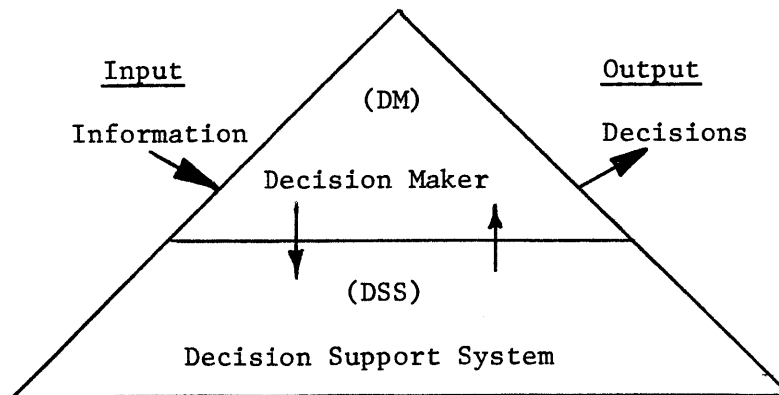 Input
Information
(DM)
Decision Maker
Output
Decisions
(DSS)
Decision Support System